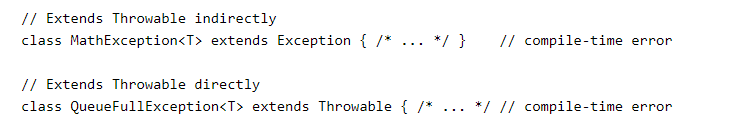 // Extends Throwable indirectly
class MathException<T> extends Exception { /* ... */ }    // compile-time error
// Extends Throwable directly
class QueueFullException<T> extends Throwable { /* ... */ // compile-time error